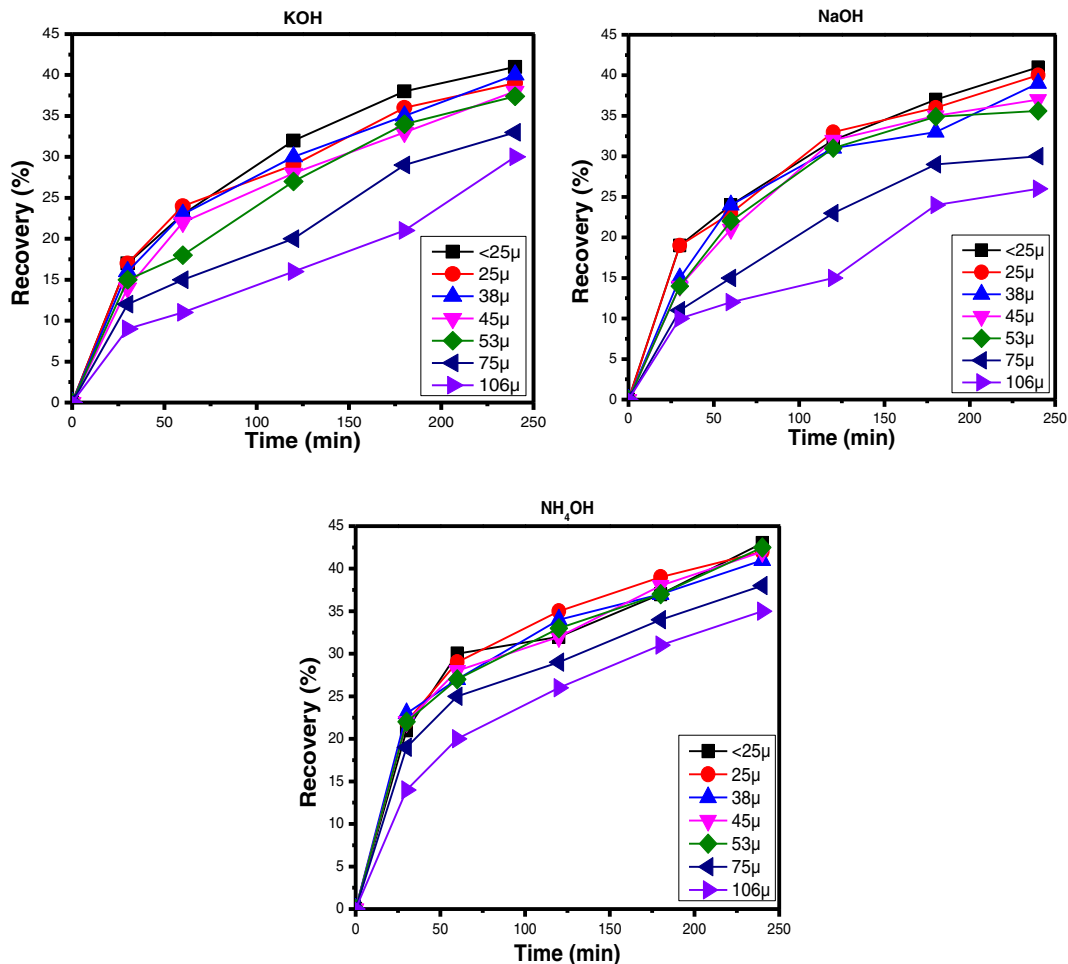 KOH
Recovery (%)
45
40
35
30
25
20
15
10
5
0
<25µ
25µ
38µ
45µ
53µ
75µ
106µ
0 50 100 150 200 250
Time (min)
NaOH
Recovery (%)
45
40
35
30
25
20
15
10
5
0
<25µ
25µ
38µ
45µ
53µ
75µ
106µ
0 50 100 150 200 250
Time (min)
NH₄OH
Recovery (%)
45
40
35
30
25
20
15
10
5
0
<25µ
25µ
38µ
45µ
53µ
75µ
106µ
0 50 100 150 200 250
Time (min)